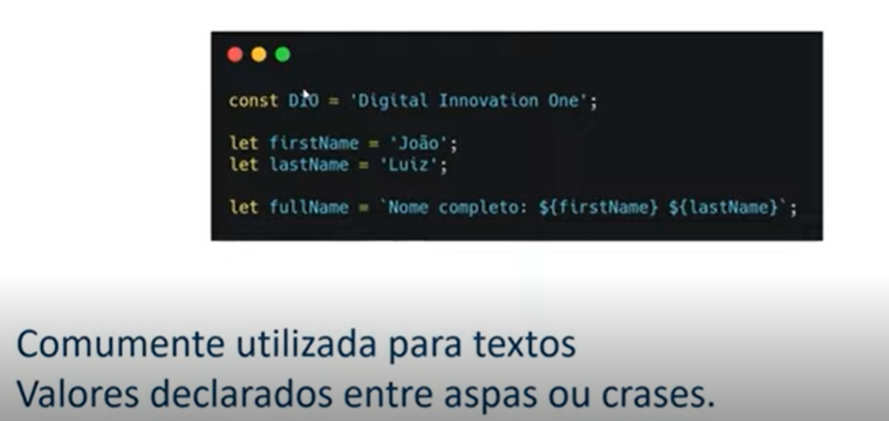 const DIO = 'Digital Innovation One';
let firstName = 'João';
let lastName = 'Luiz';
let fullName = `Nome completo: ${firstName} ${lastName}`;
Comumente utilizada para textos
Valores declarados entre aspas ou crases.